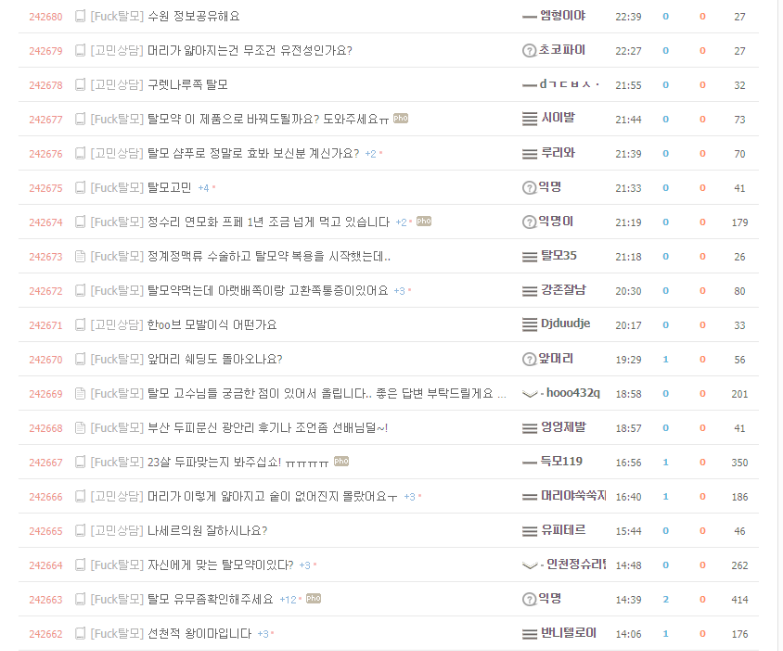 242680 [Fuck탈모] 수원 정보공유해요 엠형이야 22:39 0 0 27
242679 [고민상담] 머리가 얇아지는건 무조건 유전성인가요? 초코파이 22:27 0 0 27
242678 [고민상담] 구렛나루쪽 탈모 dㄱㄷㅂㅅ · 21:55 0 0 32
242677 [Fuck탈모] 탈모약 이 제품으로 바꿔도될까요? 도와주세요ㅠ Pho 시이발 21:44 0 0 73
242676 [고민상담] 탈모 샴푸로 정말로 호봐 보신분 계신가요? +2 * 루리와 21:39 0 0 70
242675 [Fuck탈모] 탈모고민 +4 * 익명 21:33 0 0 41
242674 [Fuck탈모] 정수리 연모화 프페 1년 조금 넘게 먹고 있습니다 +2 * Pho 익명이 21:19 0 0 179
242673 [Fuck탈모] 정계정맥류 수술하고 탈모약 복용을 시작했는데.. 탈모35 21:18 0 0 26
242672 [Fuck탈모] 탈모약먹는데 아랫배쪽이랑 고환쪽통증이있어요 +3 * 강존잘남 20:30 0 0 80
242671 [고민상담] 한oo브 모발이식 어떤가요 Djduudje 20:17 0 0 33
242670 [Fuck탈모] 앞머리 쉐딩도 돌아오나요? 앞대리 19:29 1 0 56
242669 [Fuck탈모] 탈모 고수님들 궁금한 점이 있어서 올립니다.. 좋은 답변 부탁드릴게요 ... hooo432q 18:58 0 0 201
242668 [Fuck탈모] 부산 두피문신 광안리 후기나 조언좀 선배님덜~! 엉엉제발 18:57 0 0 41
242667 [Fuck탈모] 23살 두파맞는지 봐주십쇼! ㅠㅠㅠㅠ Pho 득모119 16:56 1 0 350
242666 [고민상담] 머리가 이렇게 얇아지고 숱이 없어진지 몰랐어요ㅜ +3 * 머리야쑥쑥자 16:40 1 0 186
242665 [고민상담] 나세르의원 잘하시나요? 유피테르 15:44 0 0 46
242664 [Fuck탈모] 자신에게 맞는 탈모약이있다? +3 * 인천정슈리 14:48 0 0 262
242663 [Fuck탈모] 탈모 유무좀확인해주세요 +12 * Pho 익명 14:39 2 0 414
242662 [Fuck탈모] 선천적 왕이마입니다 +3 * 반니텔로이 14:06 1 0 176